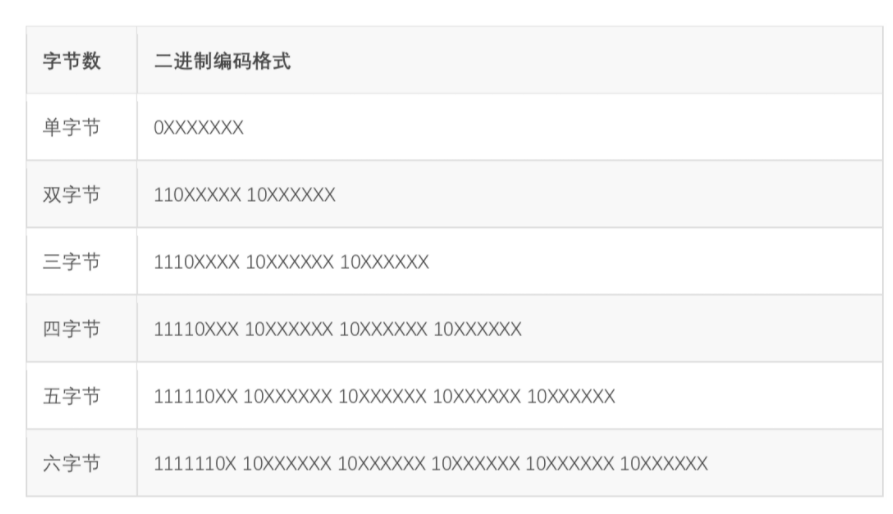 字节数 二进制编码格式
单字节 0XXXXXXX
双字节 110XXXXX 10XXXXXX
三字节 1110XXXX 10XXXXXX 10XXXXXX
四字节 11110XXX 10XXXXXX 10XXXXXX 10XXXXXX
五字节 111110XX 10XXXXXX 10XXXXXX 10XXXXXX 10XXXXXX
六字节 1111110X 10XXXXXX 10XXXXXX 10XXXXXX 10XXXXXX 10XXXXXX